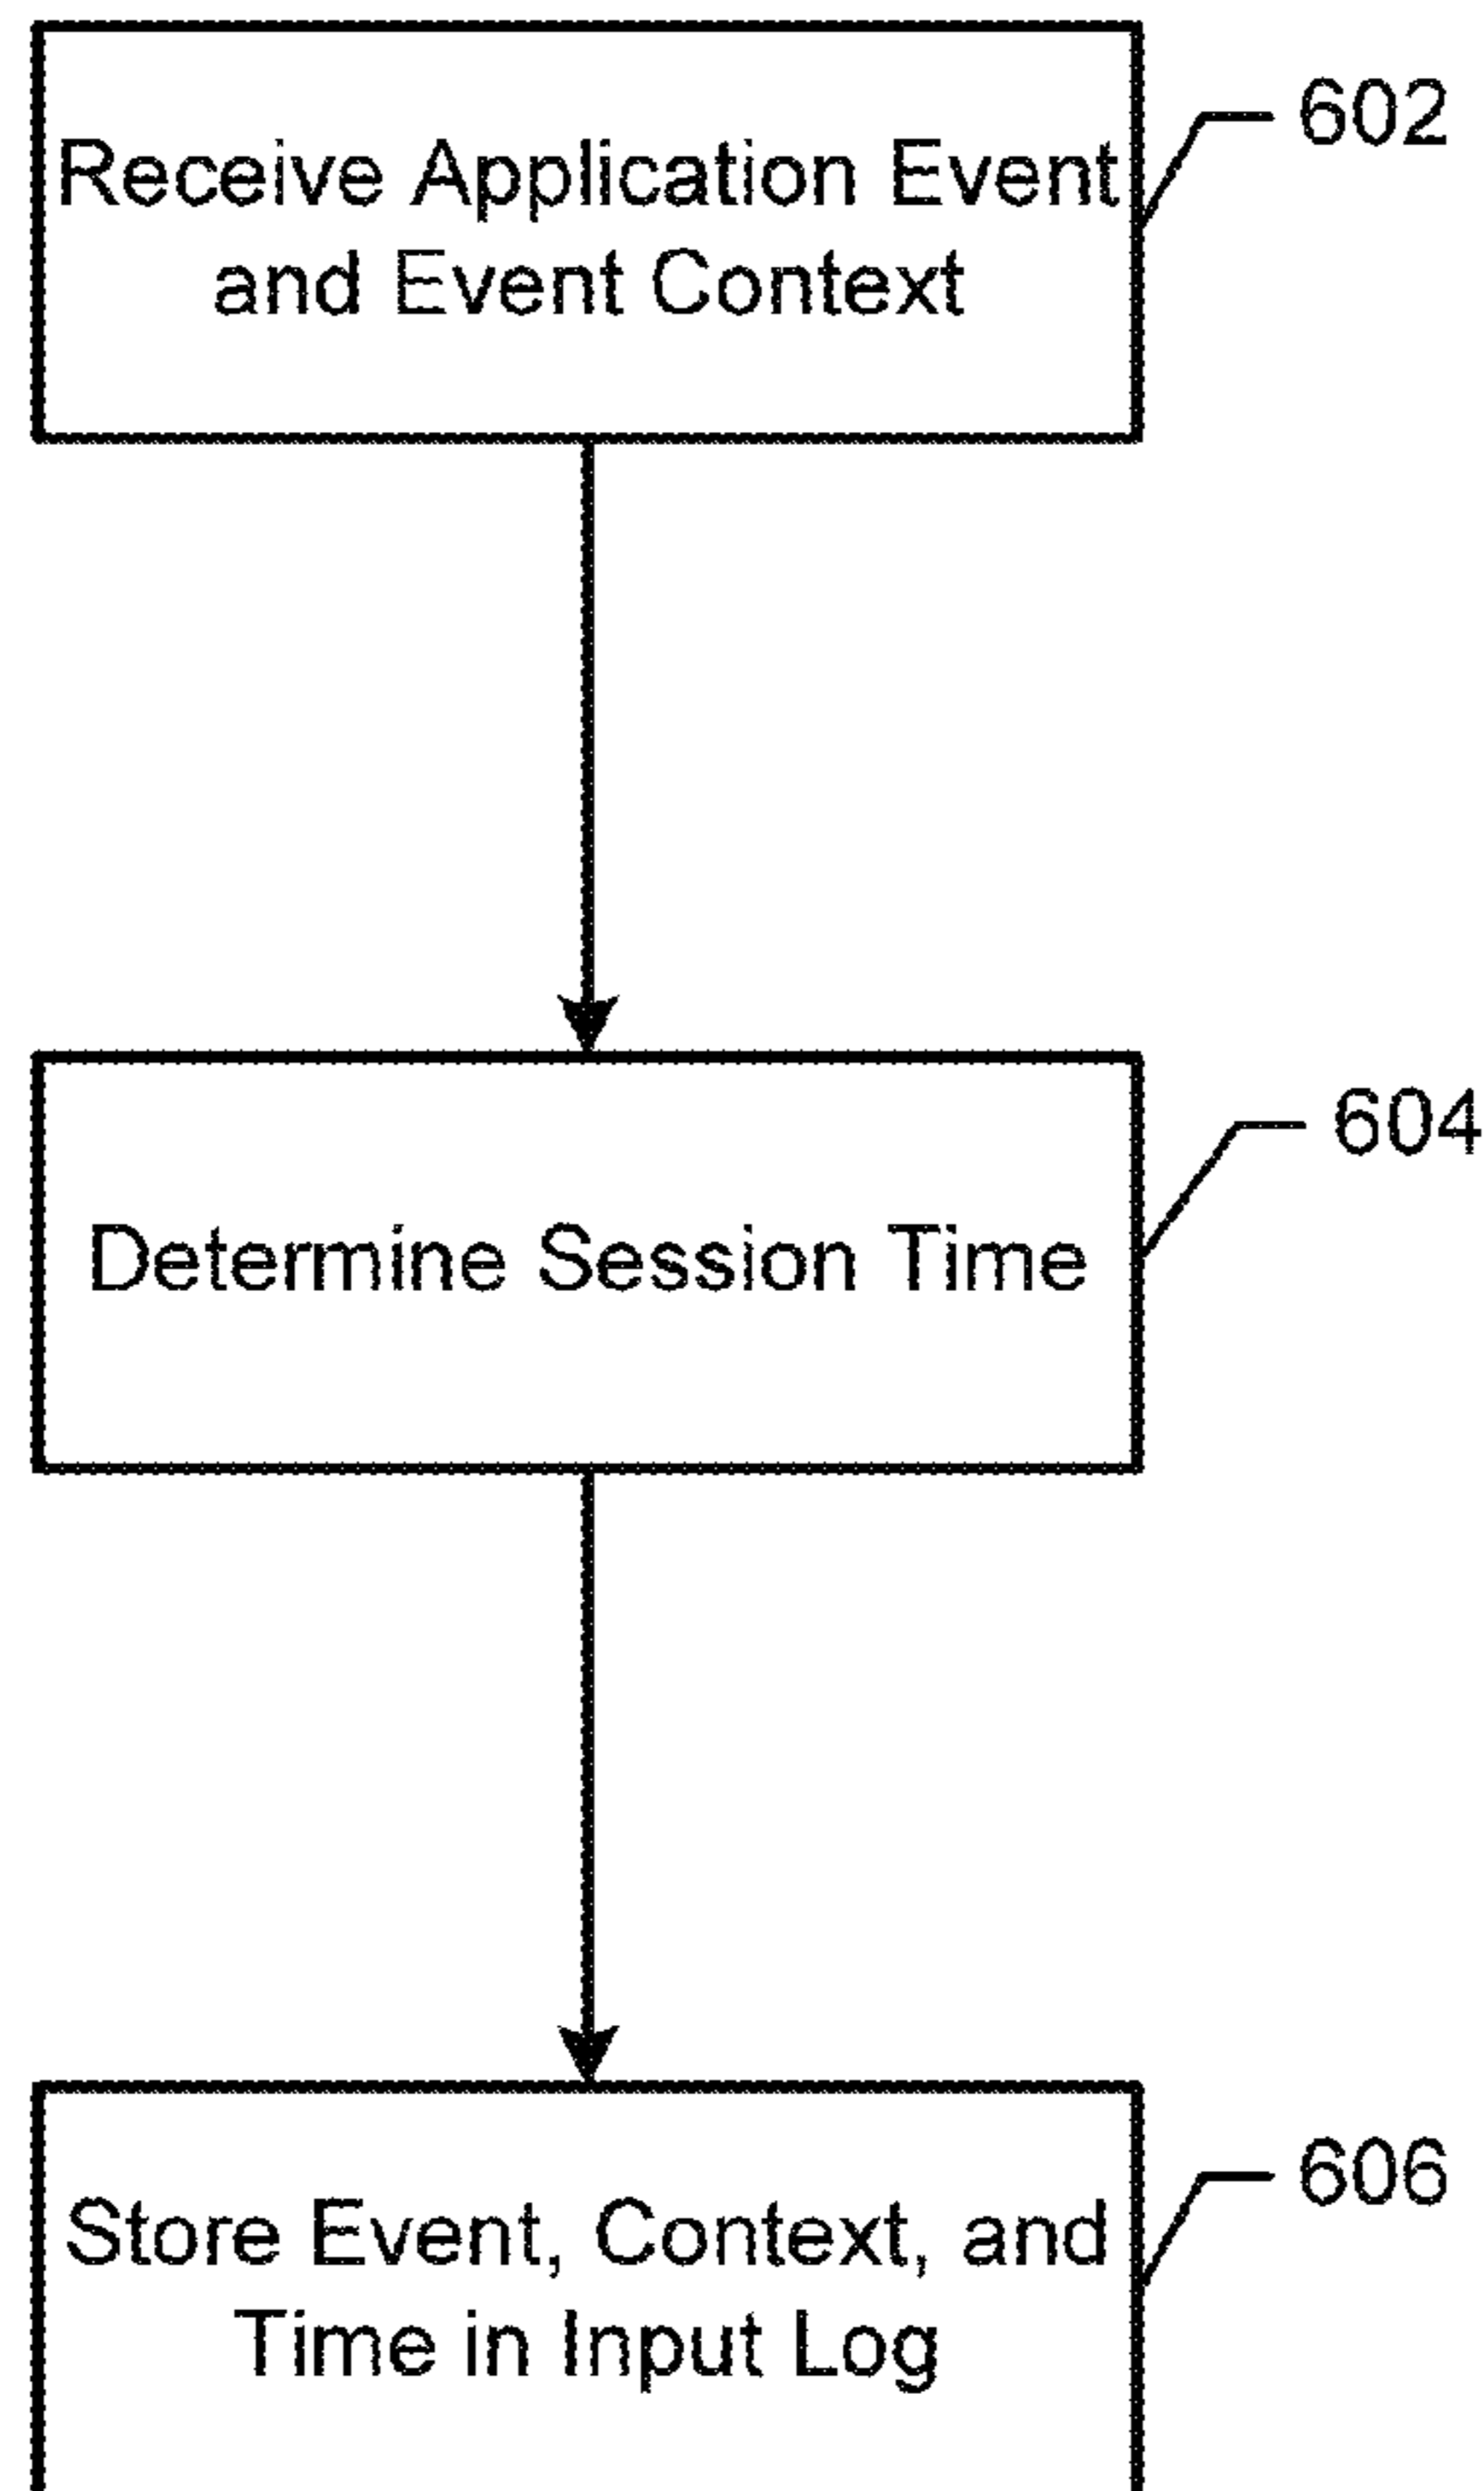 Receive Application Event
and Event Context
602
Determine Session Time
604
Store Event, Context, and
Time in Input Log
606